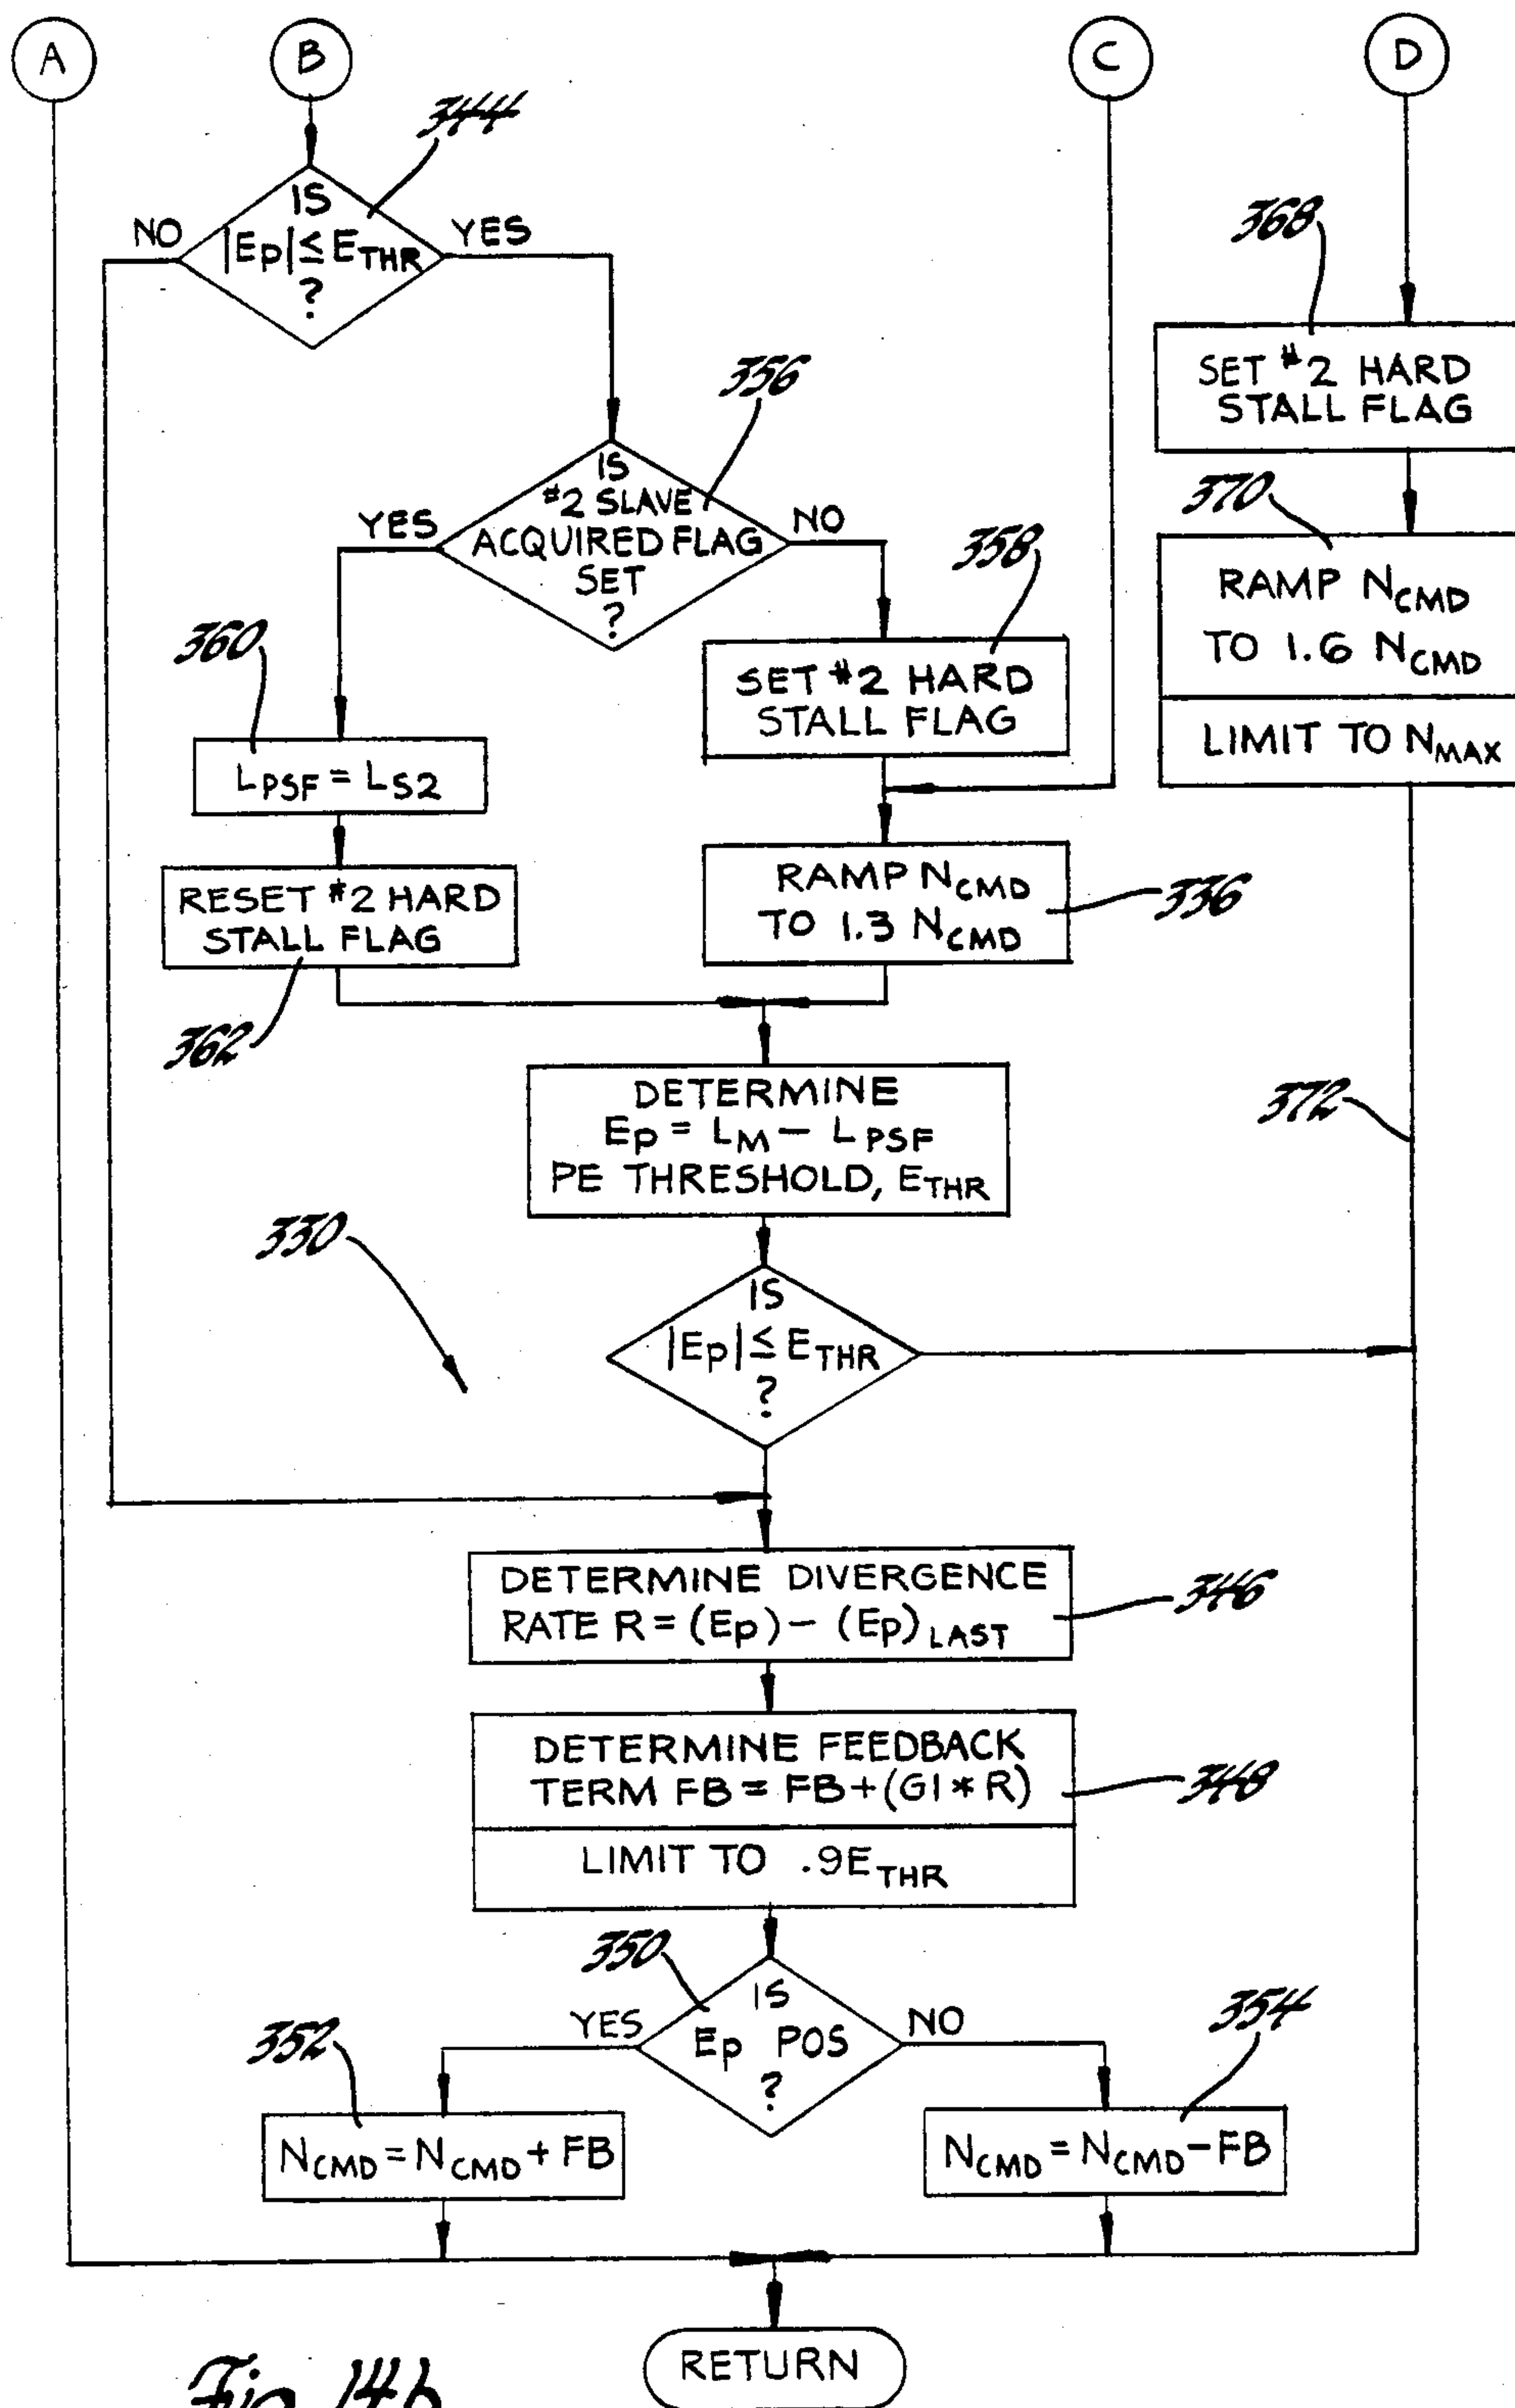 A
B
C
D
344
IS
|Ep| ≤ ETHR
?
NO
YES
368
SET #2 HARD
STALL FLAG
356
IS
#2 SLAVE
ACQUIRED FLAG
SET
?
YES
NO
370
RAMP NCMD
TO 1.6 NCMD
LIMIT TO NMAX
358
SET #2 HARD
STALL FLAG
360
LPSF = LS2
RESET #2 HARD
STALL FLAG
362
RAMP NCMD
TO 1.3 NCMD
336
DETERMINE
Ep = LM - LPSF
PE THRESHOLD, ETHR
372
330
IS
|Ep| ≤ ETHR
?
DETERMINE DIVERGENCE
RATE R = (Ep) - (Ep)LAST
346
DETERMINE FEEDBACK
TERM FB = FB + (G1 * R)
LIMIT TO .9ETHR
348
350
IS
Ep POS
?
YES
NO
352
NCMD = NCMD + FB
354
NCMD = NCMD - FB
RETURN
Fig. 14b